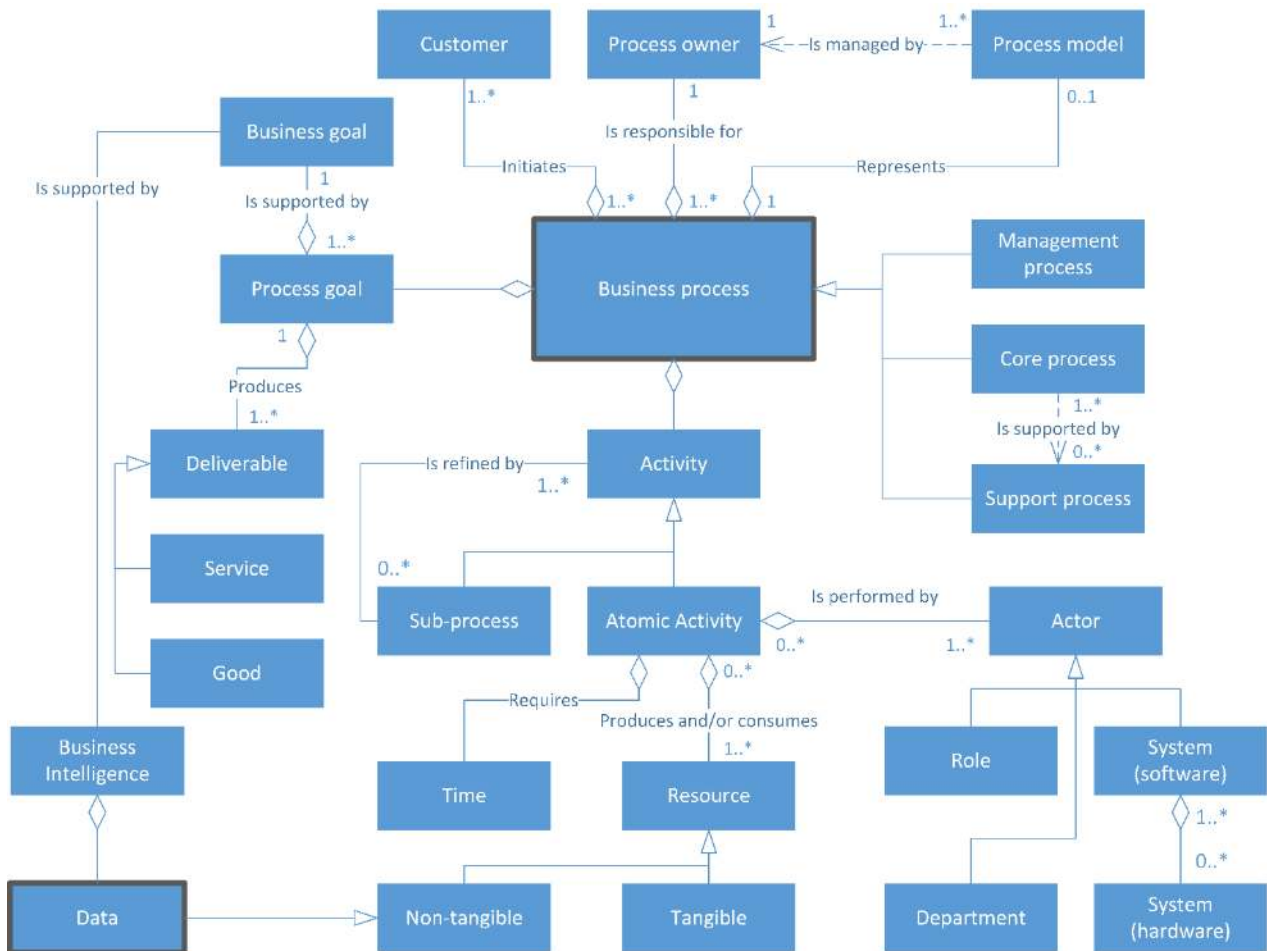 Customer
Process owner
1
Is managed by
1..*
Process model
1..*
1
0..1
Business goal
Is responsible for
Is supported by
1
Initiates
Represents
Is supported by
1..*
1..*
1..*
1
Management
process
Process goal
Business process
1
Core process
Produces
1..*
1..*
Is supported by
0..*
Deliverable
Is refined by
1..*
Activity
Support process
Service
0..*
Is performed by
Sub-process
Atomic Activity
0..*
1..*
Actor
Good
0..*
Requires
Produces and/or consumes
1..*
Business
Intelligence
Time
Resource
Role
System
(software)
1..*
0..*
Data
Non-tangible
Tangible
Department
System
(hardware)